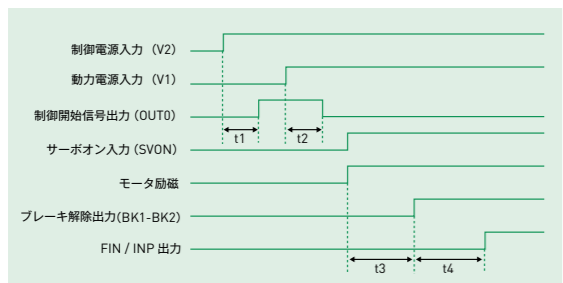 制御電源入力（V2）
動力電源入力（V1）
制御開始信号出力（OUT0）
t1
t2
サーボオン入力（SVON）
モータ励磁
ブレーキ解除出力(BK1-BK2)
FIN / INP 出力
t3
t4